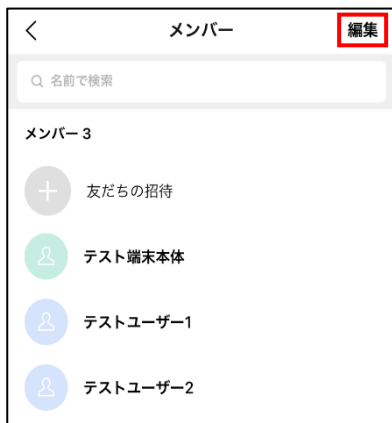 メンバー 編集
名前で検索
メンバー 3
友だちの招待
テスト端末本体
テストユーザー1
テストユーザー2